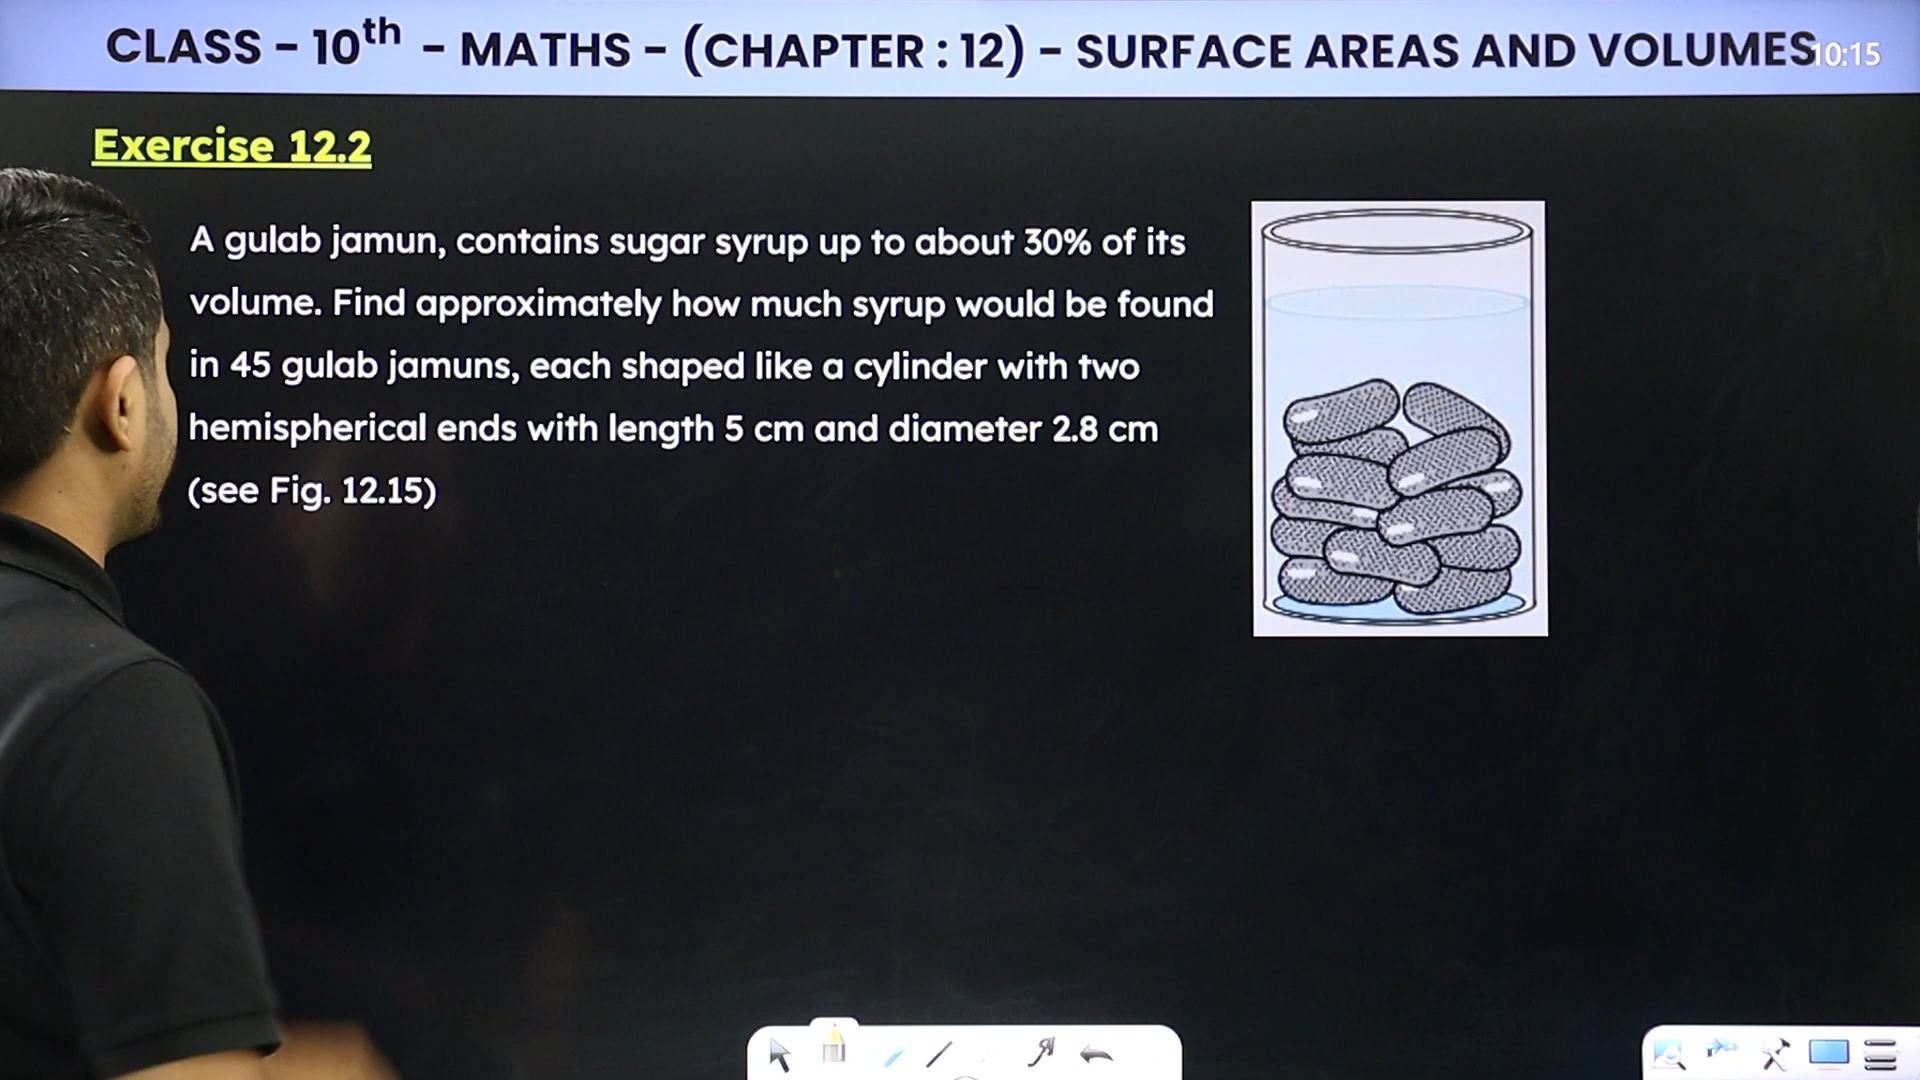 CLASS - 10th - MATHS - (CHAPTER : 12) - SURFACE AREAS AND VOLUMES
10:15
Exercise 12.2
A gulab jamun, contains sugar syrup up to about 30% of its
volume. Find approximately how much syrup would be found
in 45 gulab jamuns, each shaped like a cylinder with two
hemispherical ends with length 5 cm and diameter 2.8 cm
(see Fig. 12.15)